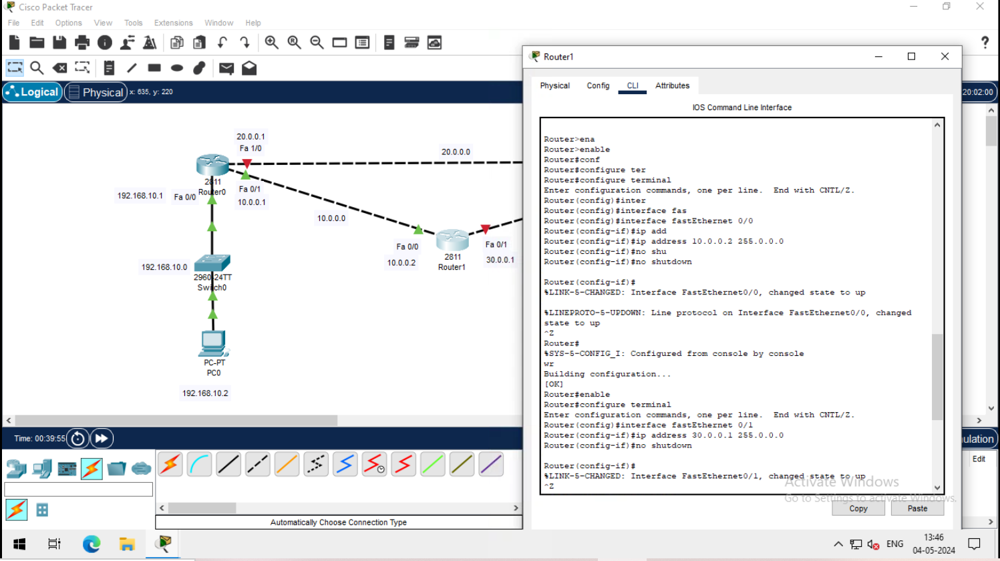 Cisco Packet Tracer
File Edit Options View Tools Extensions Window Help
Logical Physical x: 635, y: 220
20:02:00
20.0.0.1
Fa 1/0
20.0.0.0
2811
Router0
Fa 0/1
10.0.0.1
192.168.10.1
Fa 0/0
10.0.0.0
Fa 0/0
10.0.0.2
2811
Router1
Fa 0/1
30.0.0.1
192.168.10.0
2960-24TT
Switch0
PC-PT
PC0
192.168.10.2
Router1
Physical Config CLI Attributes
IOS Command Line Interface
Router>ena
Router>enable
Router#conf
Router#configure ter
Router#configure terminal
Enter configuration commands, one per line. End with CNTL/Z.
Router(config)#inter
Router(config)#interface fas
Router(config)#interface fastEthernet 0/0
Router(config-if)#ip add
Router(config-if)#ip address 10.0.0.2 255.0.0.0
Router(config-if)#no shu
Router(config-if)#no shutdown
Router(config-if)#
%LINK-5-CHANGED: Interface FastEthernet0/0, changed state to up
%LINEPROTO-5-UPDOWN: Line protocol on Interface FastEthernet0/0, changed
state to up
^Z
Router#
%SYS-5-CONFIG_I: Configured from console by console
wr
Building configuration...
[OK]
Router#enable
Router#configure terminal
Enter configuration commands, one per line. End with CNTL/Z.
Router(config)#interface fastEthernet 0/1
Router(config-if)#ip address 30.0.0.1 255.0.0.0
Router(config-if)#no shutdown
Router(config-if)#
%LINK-5-CHANGED: Interface FastEthernet0/1, changed state to up
^Z
Activate Windows
Go to Settings to activate Windows.
Copy Paste
Time: 00:39:55
ulation
Edit
Automatically Choose Connection Type
ENG
13:46
04-05-2024